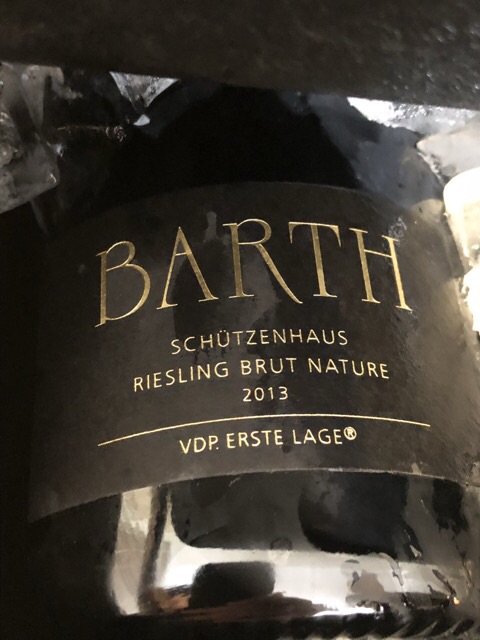 BARTH
SCHÜTZENHAUS
RIESLING BRUT NATURE
2013
VDP. ERSTE LAGE®